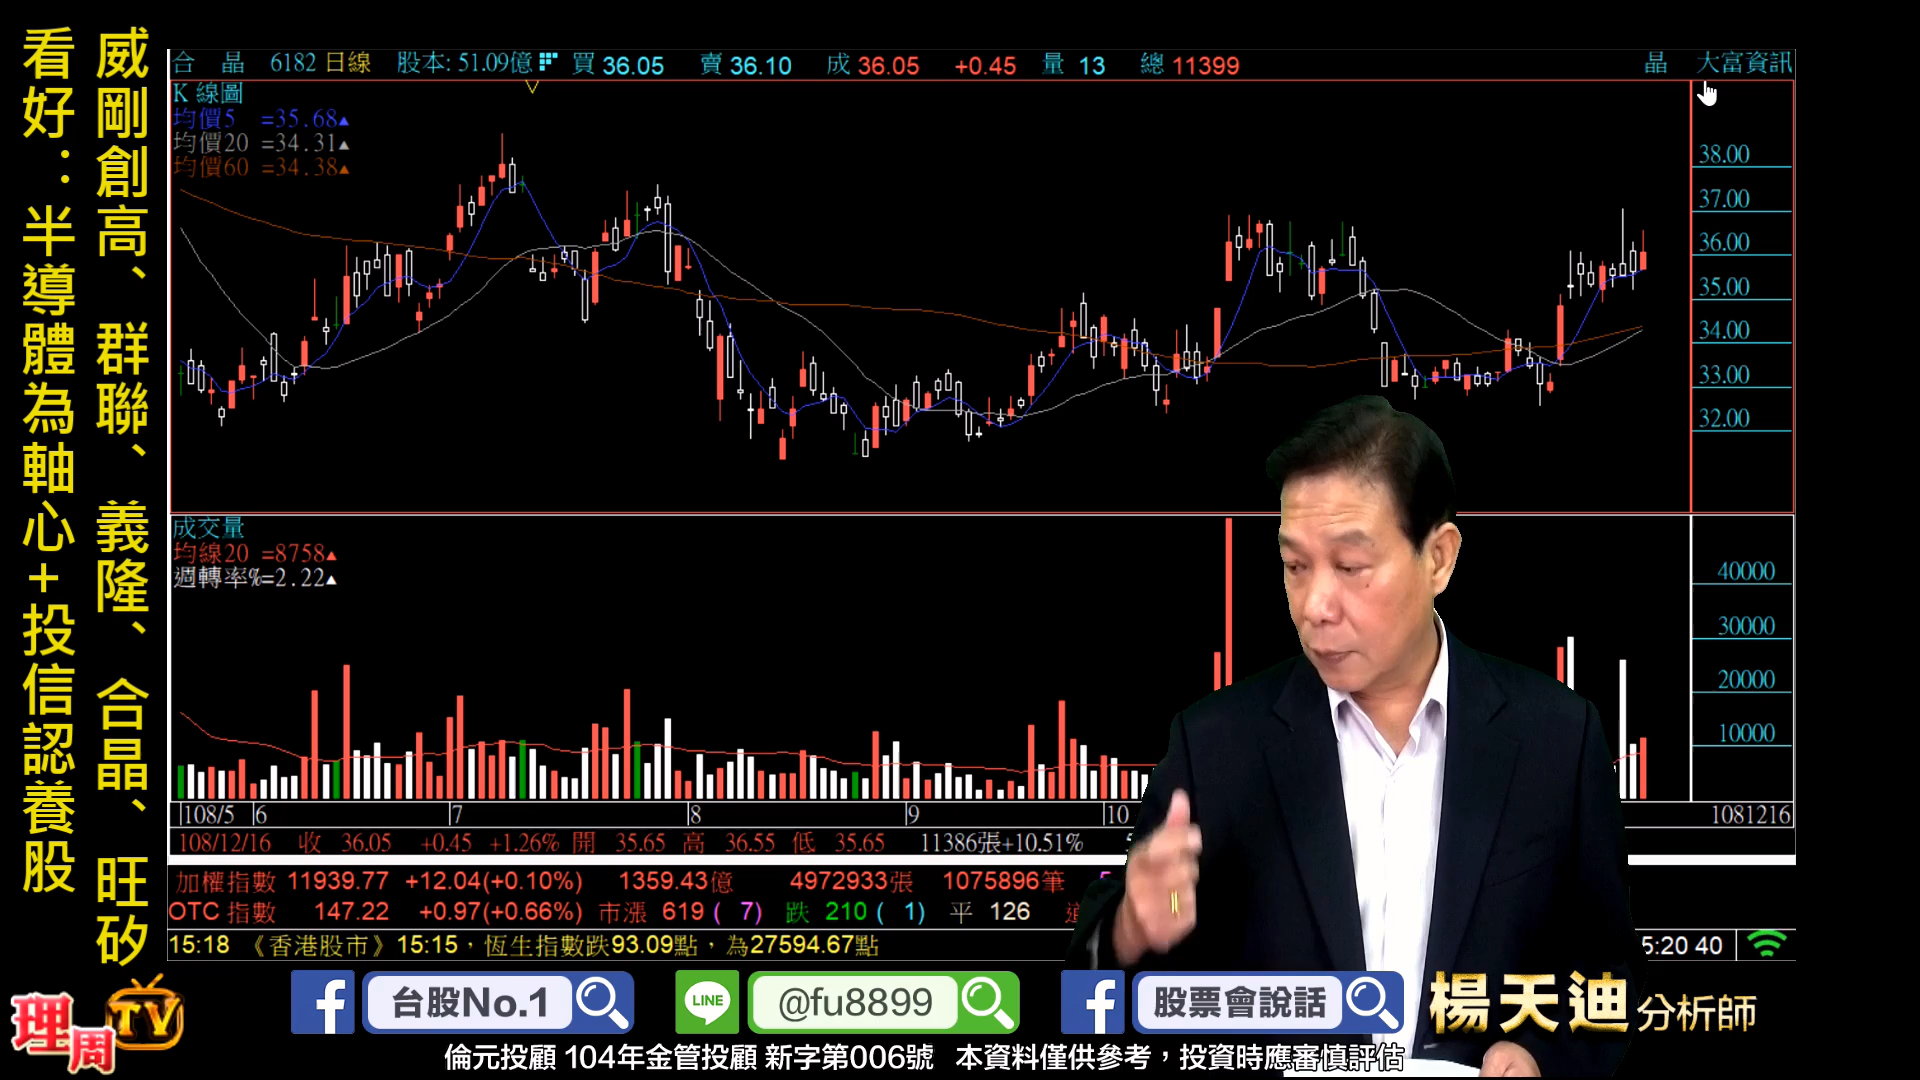 威剛創高、群聯、義隆、合晶、旺矽
看好：半導體為軸心+投信認養股
合 晶 6182 日線 股本: 51.09億 買 36.05 賣 36.10 成 36.05 +0.45 量 13 總 11399 晶 大富資訊
K 線圖
均價5 =35.68▲
均價20 =34.31▲
均價60 =34.38▲
38.00
37.00
36.00
35.00
34.00
33.00
32.00
成交量
均線20 =8758▲
週轉率%=2.22▲
40000
30000
20000
10000
108/5 6 7 8 9 10 1081216
108/12/16 收 36.05 +0.45 +1.26% 開 35.65 高 36.55 低 35.65 11386張+10.51%
加權指數 11939.77 +12.04(+0.10%) 1359.43億 4972933張 1075896筆
OTC 指數 147.22 +0.97(+0.66%) 市漲 619 ( 7) 跌 210 ( 1) 平 126
15:18 《香港股市》15:15，恆生指數跌93.09點，為27594.67點 5:20 40
理周TV
f 台股No.1 LINE @fu8899 f 股票會說話 楊天迪 分析師
倫元投顧 104年金管投顧 新字第006號 本資料僅供參考，投資時應審慎評估